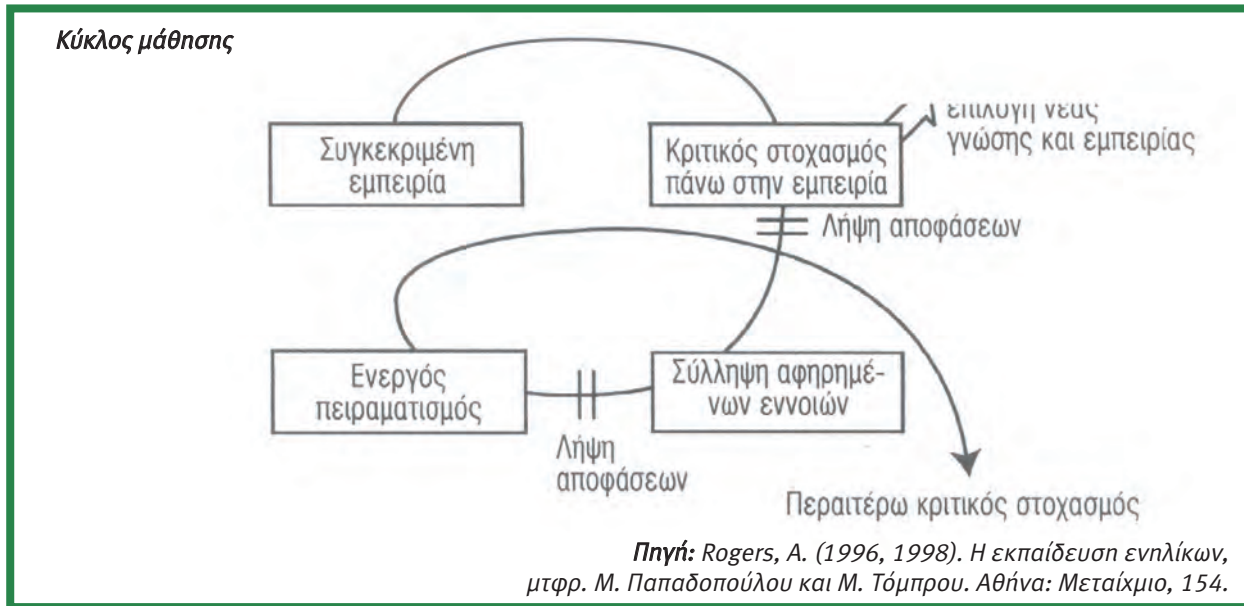 Κύκλος μάθησης
επιλογή νέας
γνώσης και εμπειρίας
Συγκεκριμένη
εμπειρία
Κριτικός στοχασμός
πάνω στην εμπειρία
Λήψη αποφάσεων
Ενεργός
πειραματισμός
Σύλληψη αφηρημέ-
νων εννοιών
Λήψη
αποφάσεων
Περαιτέρω κριτικός στοχασμός
Πηγή: Rogers, A. (1996, 1998). Η εκπαίδευση ενηλίκων,
μτφρ. Μ. Παπαδοπούλου και Μ. Τόμπρου. Αθήνα: Μεταίχμιο, 154.